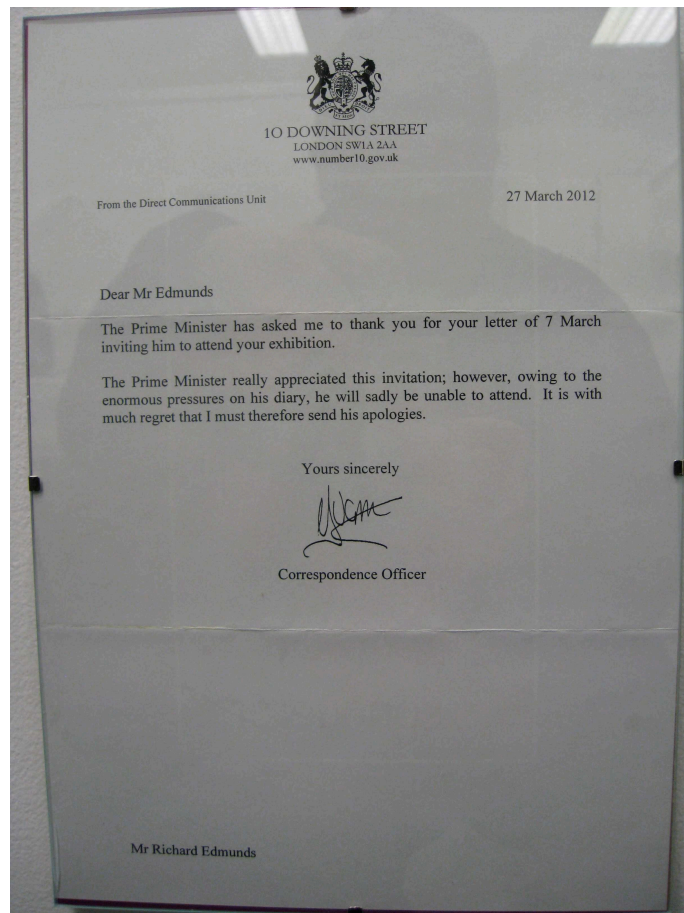 10 DOWNING STREET
LONDON SW1A 2AA
www.number10.gov.uk
From the Direct Communications Unit
27 March 2012
Dear Mr Edmunds
The Prime Minister has asked me to thank you for your letter of 7 March
inviting him to attend your exhibition.
The Prime Minister really appreciated this invitation; however, owing to the
enormous pressures on his diary, he will sadly be unable to attend. It is with
much regret that I must therefore send his apologies.
Yours sincerely
Correspondence Officer
Mr Richard Edmunds